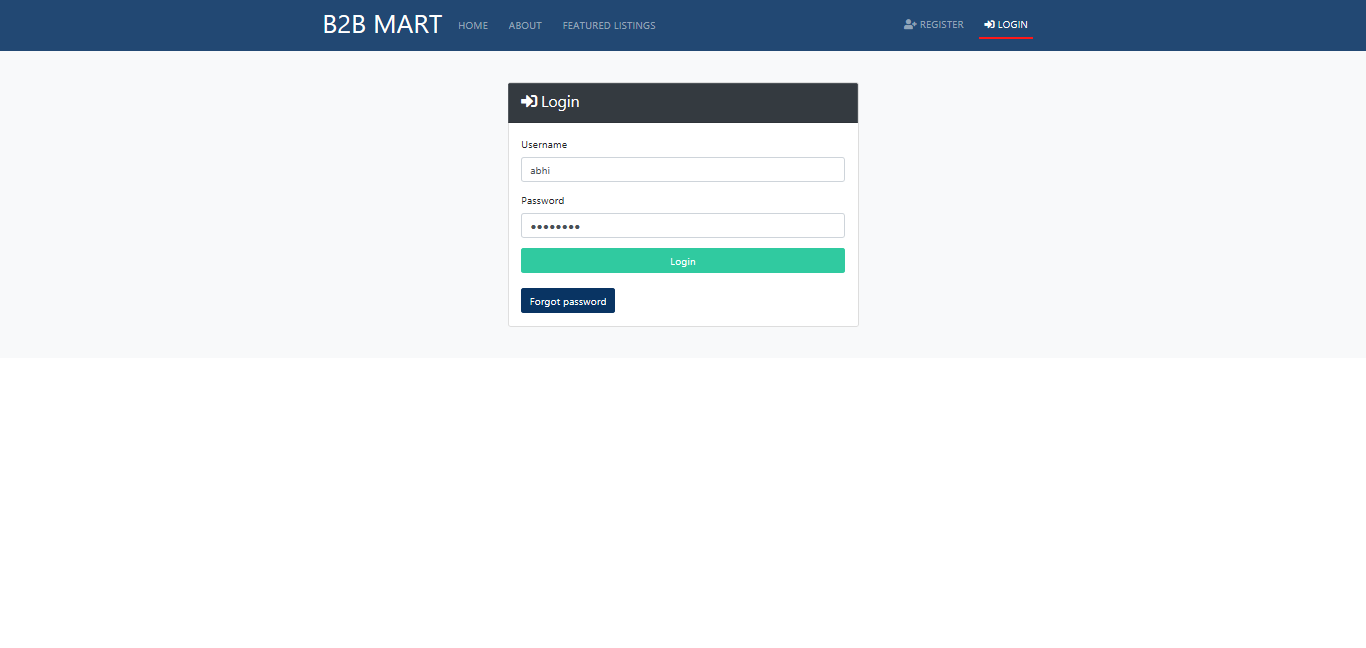 B2B MART HOME ABOUT FEATURED LISTINGS REGISTER LOGIN
Login
Username
abhi
Password
••••••••
Login
Forgot password